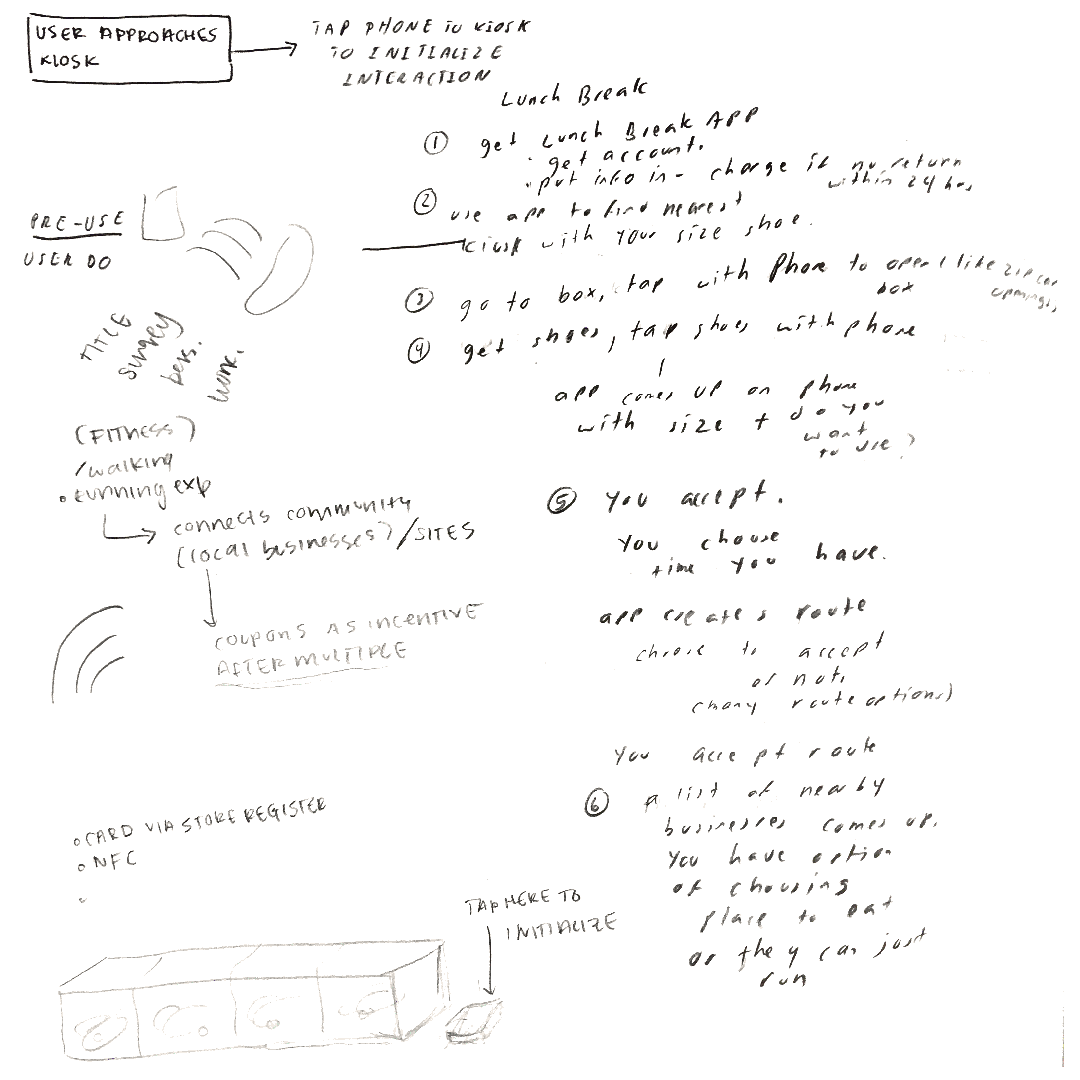 USER APPROACHES
KIOSK
TAP PHONE TO KIOSK
TO INITIALIZE
INTERACTION
Lunch Break
① get Lunch Break APP
· get account.
· put info in - charge if no return
within 24 hrs
② use app to find nearest
kiosk with your size shoe.
③ go to box, tap with Phone to open (like zip car
box openings)
④ get shoes, tap shoes with phone
app comes up on phone
with size + do you
want
to use?
⑤ You accept.
You choose
time you have.
app creates route
choose to accept
or not.
(many route options)
You accept route
⑥ a list of nearby
businesses comes up.
You have option
of choosing
place to eat
or they can just
run
PRE-USE
USER DO
TITLE
survey
pers.
work.
(FITNESS)
/walking
• running exp
connects community
(local businesses)/SITES
COUPONS AS INCENTIVE
AFTER MULTIPLE
○ CARD VIA STORE REGISTER
○ NFC
TAP HERE TO
INITIALIZE